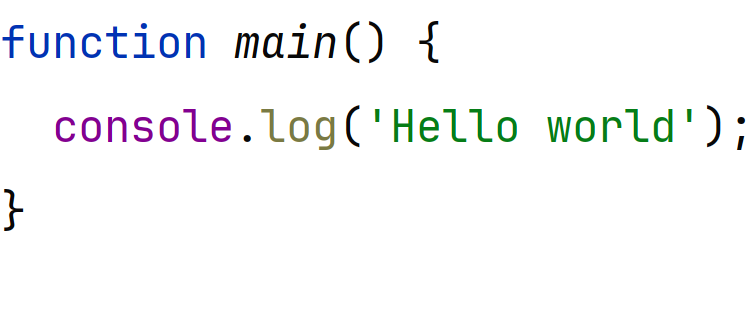 function main() {
  console.log('Hello world');
}